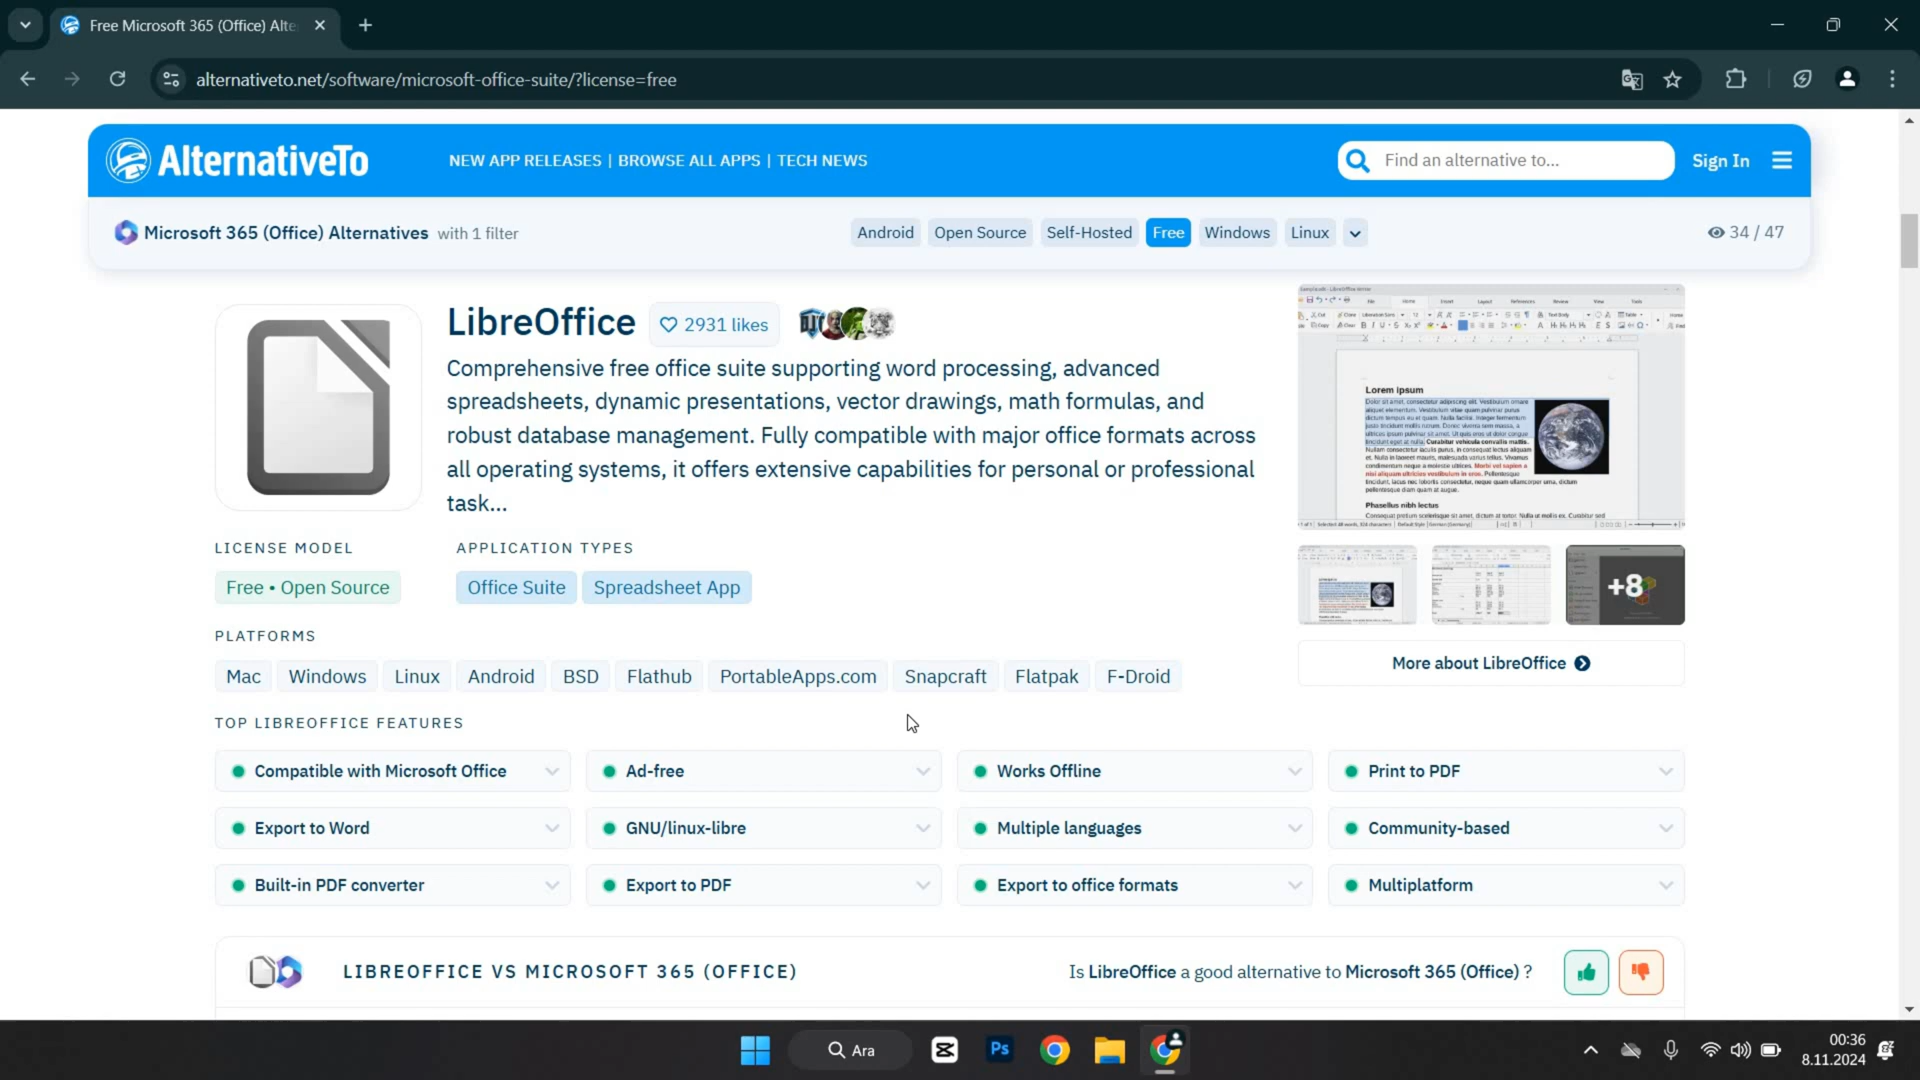 Free Microsoft 365 (Office) Alte
alternativeto.net/software/microsoft-office-suite/?license=free
AlternativeTo
NEW APP RELEASES | BROWSE ALL APPS | TECH NEWS
Find an alternative to...
Sign In
Microsoft 365 (Office) Alternatives with 1 filter
Android
Open Source
Self-Hosted
Free
Windows
Linux
34 / 47
LibreOffice
2931 likes
Comprehensive free office suite supporting word processing, advanced
spreadsheets, dynamic presentations, vector drawings, math formulas, and
robust database management. Fully compatible with major office formats across
all operating systems, it offers extensive capabilities for personal or professional
task...
Lorem ipsum
Phasellus nibh lectus
+8
More about LibreOffice
LICENSE MODEL
Free • Open Source
APPLICATION TYPES
Office Suite
Spreadsheet App
PLATFORMS
Mac
Windows
Linux
Android
BSD
Flathub
PortableApps.com
Snapcraft
Flatpak
F-Droid
TOP LIBREOFFICE FEATURES
Compatible with Microsoft Office
Ad-free
Works Offline
Print to PDF
Export to Word
GNU/linux-libre
Multiple languages
Community-based
Built-in PDF converter
Export to PDF
Export to office formats
Multiplatform
LIBREOFFICE VS MICROSOFT 365 (OFFICE)
Is LibreOffice a good alternative to Microsoft 365 (Office) ?
Ara
Ps
00:36
8.11.2024